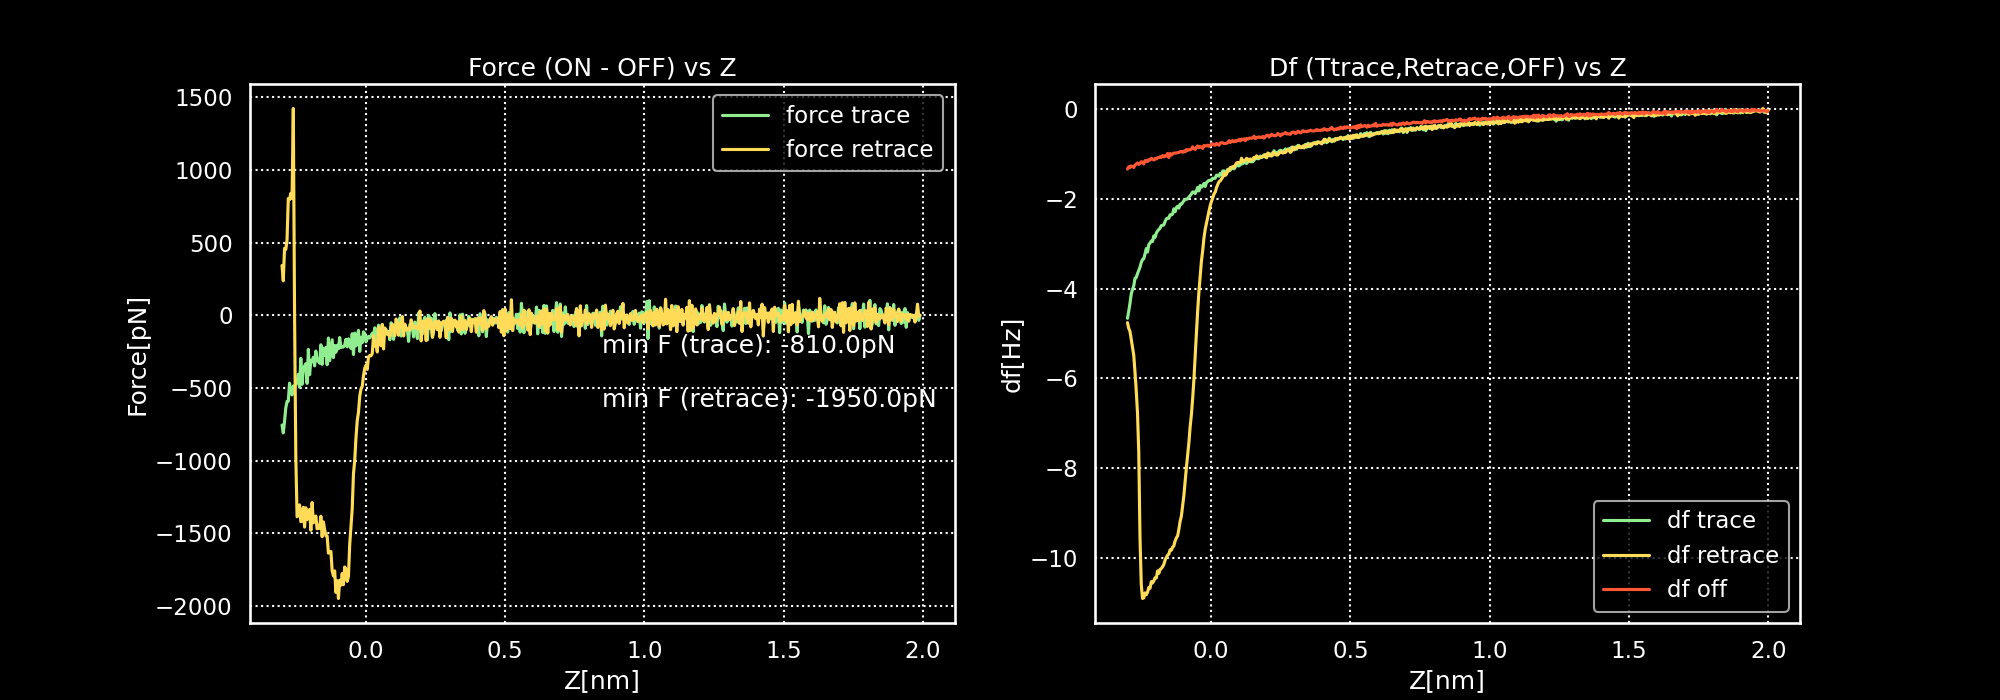 Force (ON - OFF) vs Z
1500
1000
500
0
−500
−1000
−1500
−2000
Force[pN]
force trace
force retrace
min F (trace): -810.0pN
min F (retrace): -1950.0pN
0.0 0.5 1.0 1.5 2.0
Z[nm]
Df (Ttrace,Retrace,OFF) vs Z
0
−2
−4
−6
−8
−10
df[Hz]
df trace
df retrace
df off
0.0 0.5 1.0 1.5 2.0
Z[nm]